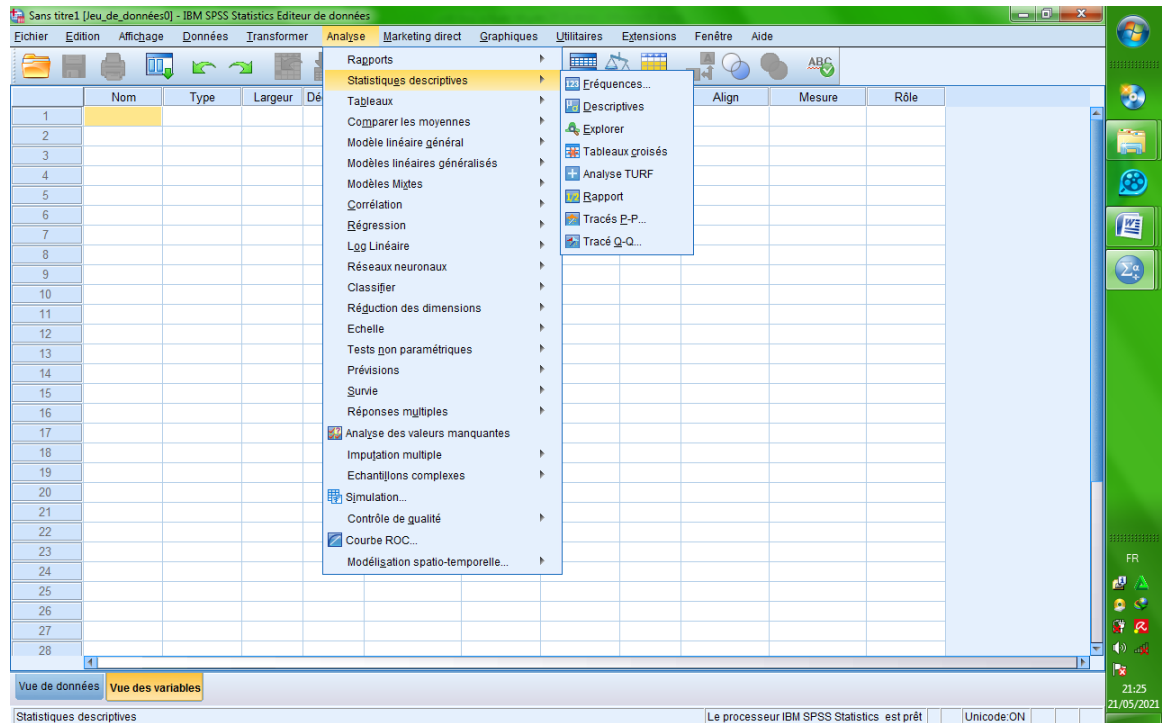 Sans titre1 [Jeu_de_données0] - IBM SPSS Statistics Editeur de données
Fichier Edition Affichage Données Transformer Analyse Marketing direct Graphiques Utilitaires Extensions Fenêtre Aide
ABC
Nom Type Largeur Dé Align Mesure Rôle
Rapports
Statistiques descriptives
Tableaux
Comparer les moyennes
Modèle linéaire général
Modèles linéaires généralisés
Modèles Mixtes
Corrélation
Régression
Log Linéaire
Réseaux neuronaux
Classifier
Réduction des dimensions
Echelle
Tests non paramétriques
Prévisions
Survie
Réponses multiples
Analyse des valeurs manquantes
Imputation multiple
Echantillons complexes
Simulation...
Contrôle de qualité
Courbe ROC...
Modélisation spatio-temporelle...
Fréquences...
Descriptives
Explorer
Tableaux croisés
Analyse TURF
Rapport
Tracés P-P...
Tracé Q-Q...
1
2
3
4
5
6
7
8
9
10
11
12
13
14
15
16
17
18
19
20
21
22
23
24
25
26
27
28
Vue de données Vue des variables
Statistiques descriptives Le processeur IBM SPSS Statistics est prêt Unicode:ON
FR
21:25
21/05/2021